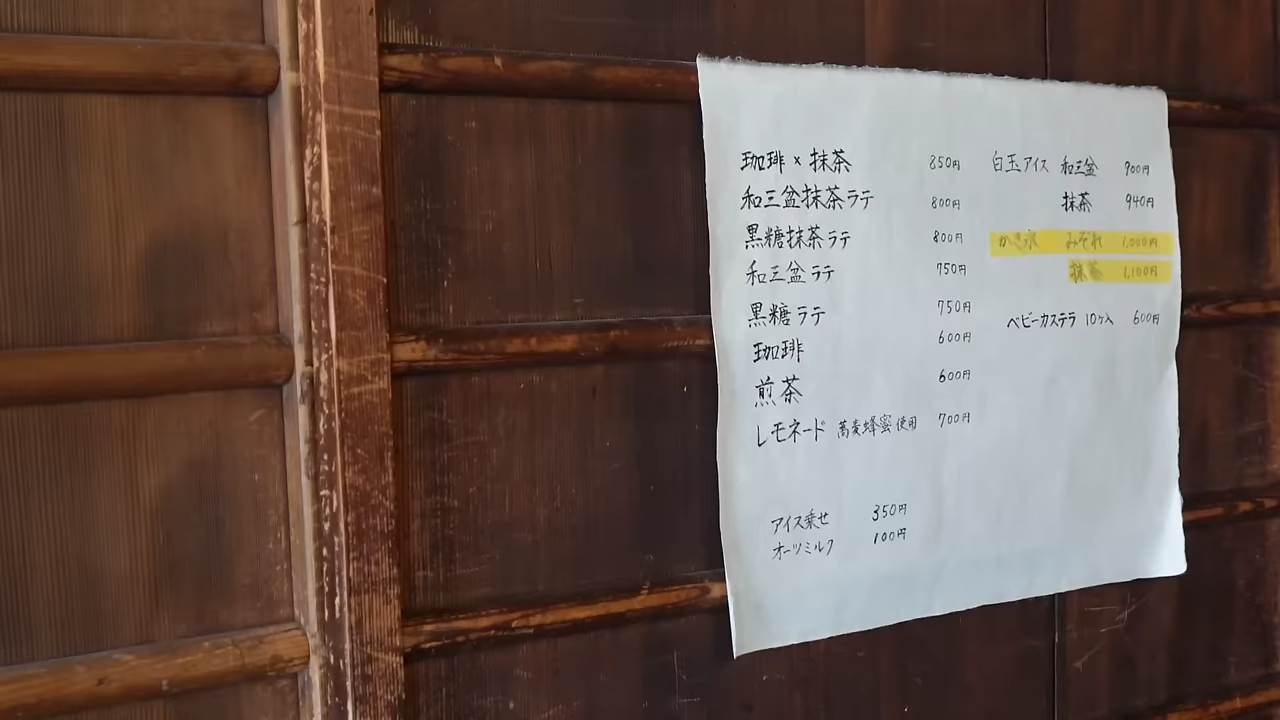 珈琲 × 抹茶 850円
和三盆抹茶ラテ 800円
黒糖抹茶ラテ 800円
和三盆ラテ 750円
黒糖ラテ 750円
珈琲 600円
煎茶 600円
レモネード 蕎麦蜂蜜使用 700円
アイス乗せ 350円
オーツミルク 100円
白玉アイス 和三盆 900円
抹茶 940円
かき氷 みぞれ 1,000円
抹茶 1,100円
ベビーカステラ 10ヶ入 600円